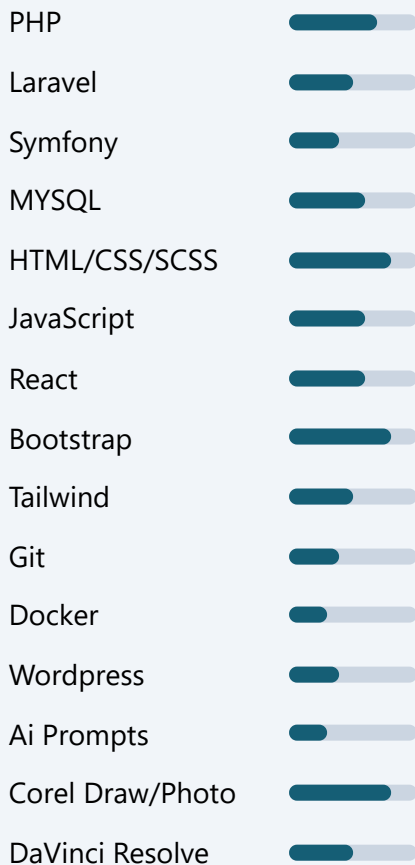 PHP
Laravel
Symfony
MYSQL
HTML/CSS/SCSS
JavaScript
React
Bootstrap
Tailwind
Git
Docker
Wordpress
Ai Prompts
Corel Draw/Photo
DaVinci Resolve